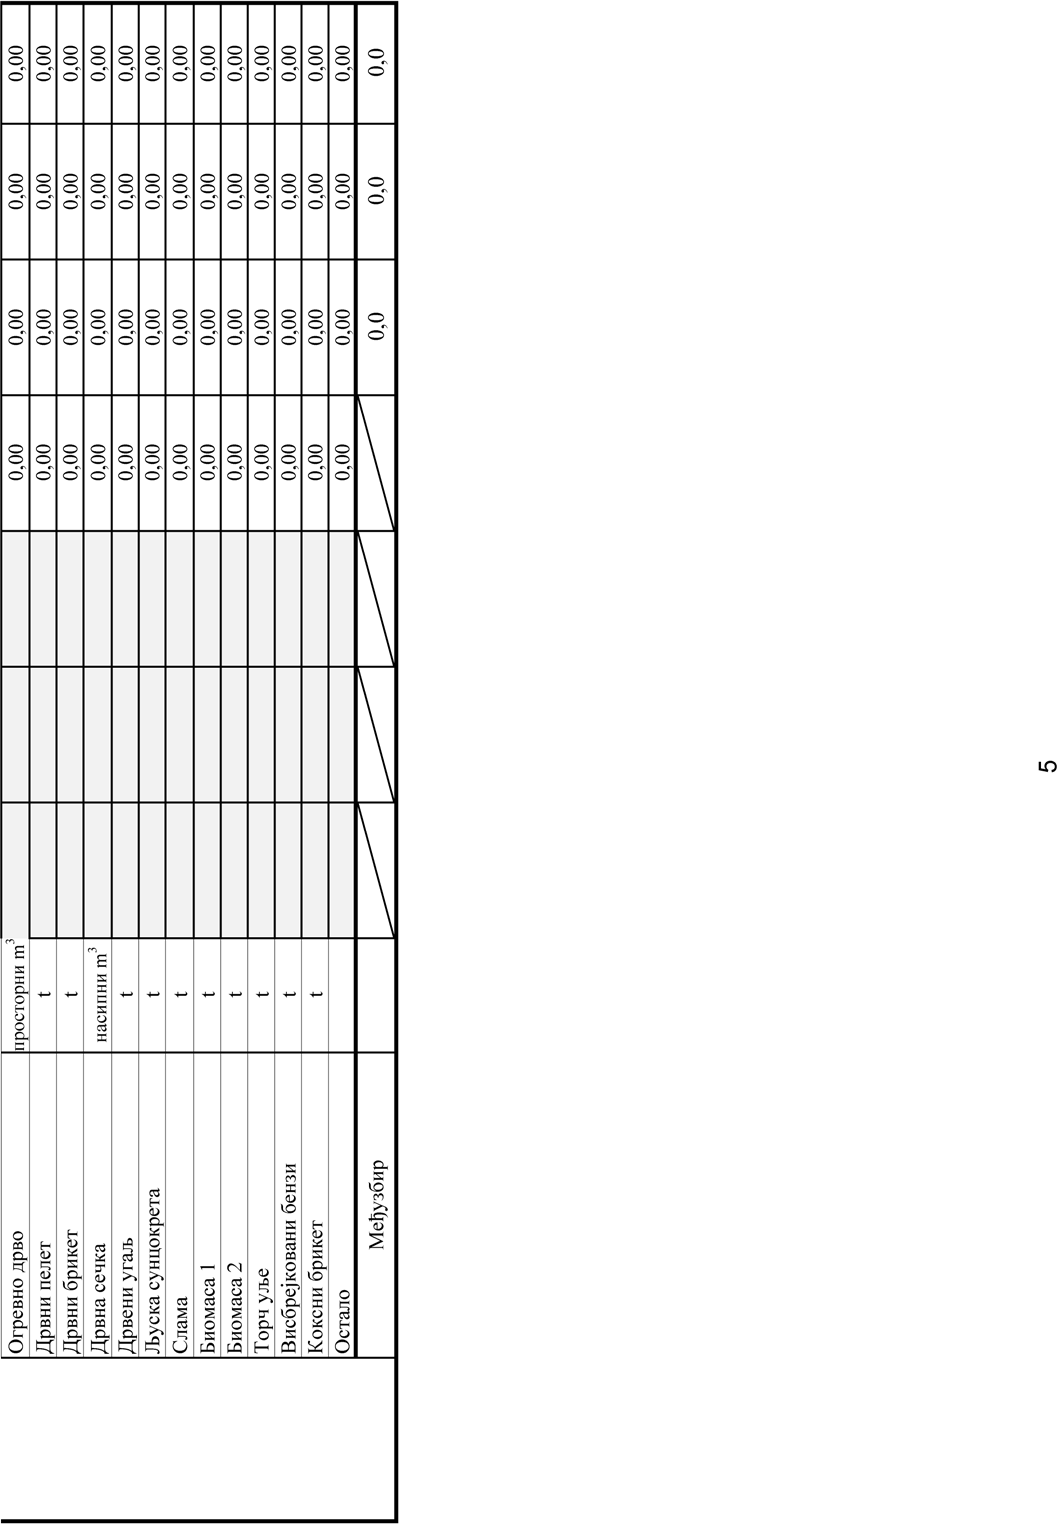 Огревно дрво просторни m³ 0,00 0,00 0,00 0,00
Дрвни пелет t 0,00 0,00 0,00 0,00
Дрвни брикет t 0,00 0,00 0,00 0,00
Дрвна сечка насипни m³ 0,00 0,00 0,00 0,00
Дрвени угаљ t 0,00 0,00 0,00 0,00
Љуска сунцокрета t 0,00 0,00 0,00 0,00
Слама t 0,00 0,00 0,00 0,00
Биомаса 1 t 0,00 0,00 0,00 0,00
Биомаса 2 t 0,00 0,00 0,00 0,00
Торч уље t 0,00 0,00 0,00 0,00
Висбрејковани бензи t 0,00 0,00 0,00 0,00
Коксни брикет t 0,00 0,00 0,00 0,00
Остало 0,00 0,00 0,00 0,00
Међузбир 0,0 0,0 0,0
5